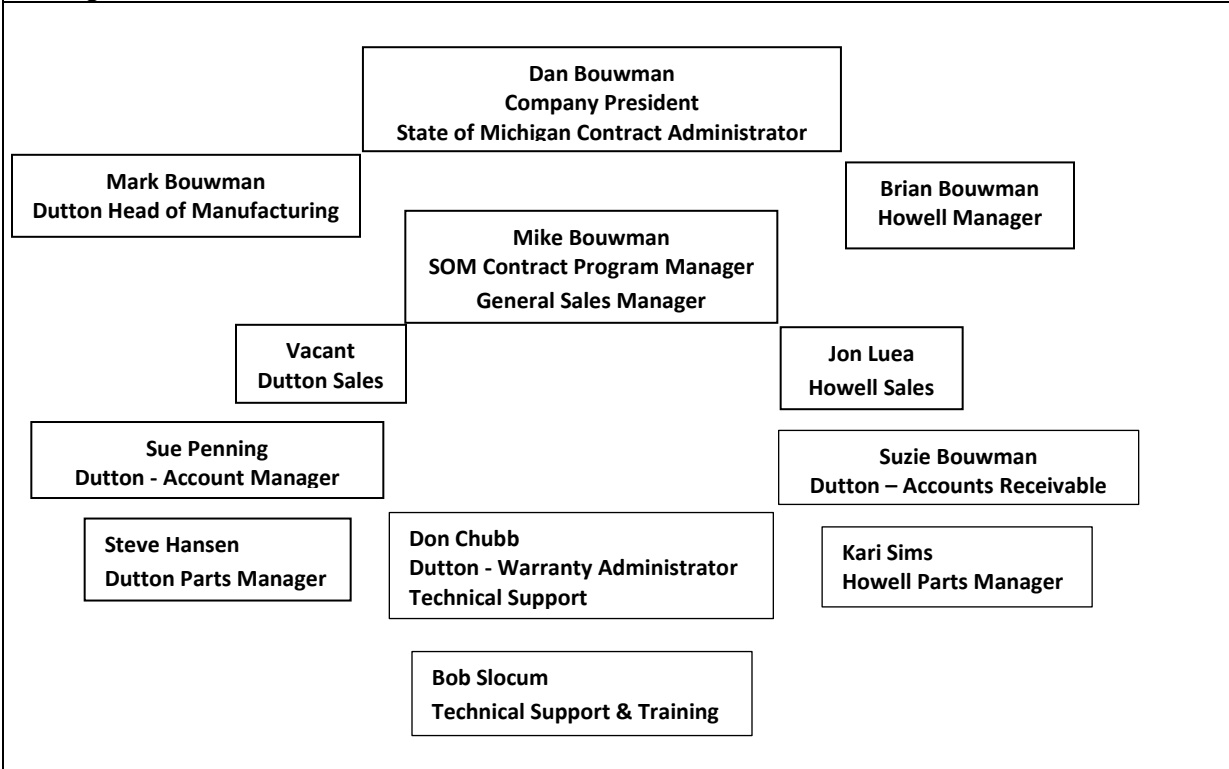 Dan Bouwman
Company President
State of Michigan Contract Administrator
Mark Bouwman
Dutton Head of Manufacturing
Brian Bouwman
Howell Manager
Mike Bouwman
SOM Contract Program Manager
General Sales Manager
Vacant
Dutton Sales
Jon Luea
Howell Sales
Sue Penning
Dutton - Account Manager
Suzie Bouwman
Dutton – Accounts Receivable
Steve Hansen
Dutton Parts Manager
Don Chubb
Dutton - Warranty Administrator
Technical Support
Kari Sims
Howell Parts Manager
Bob Slocum
Technical Support & Training